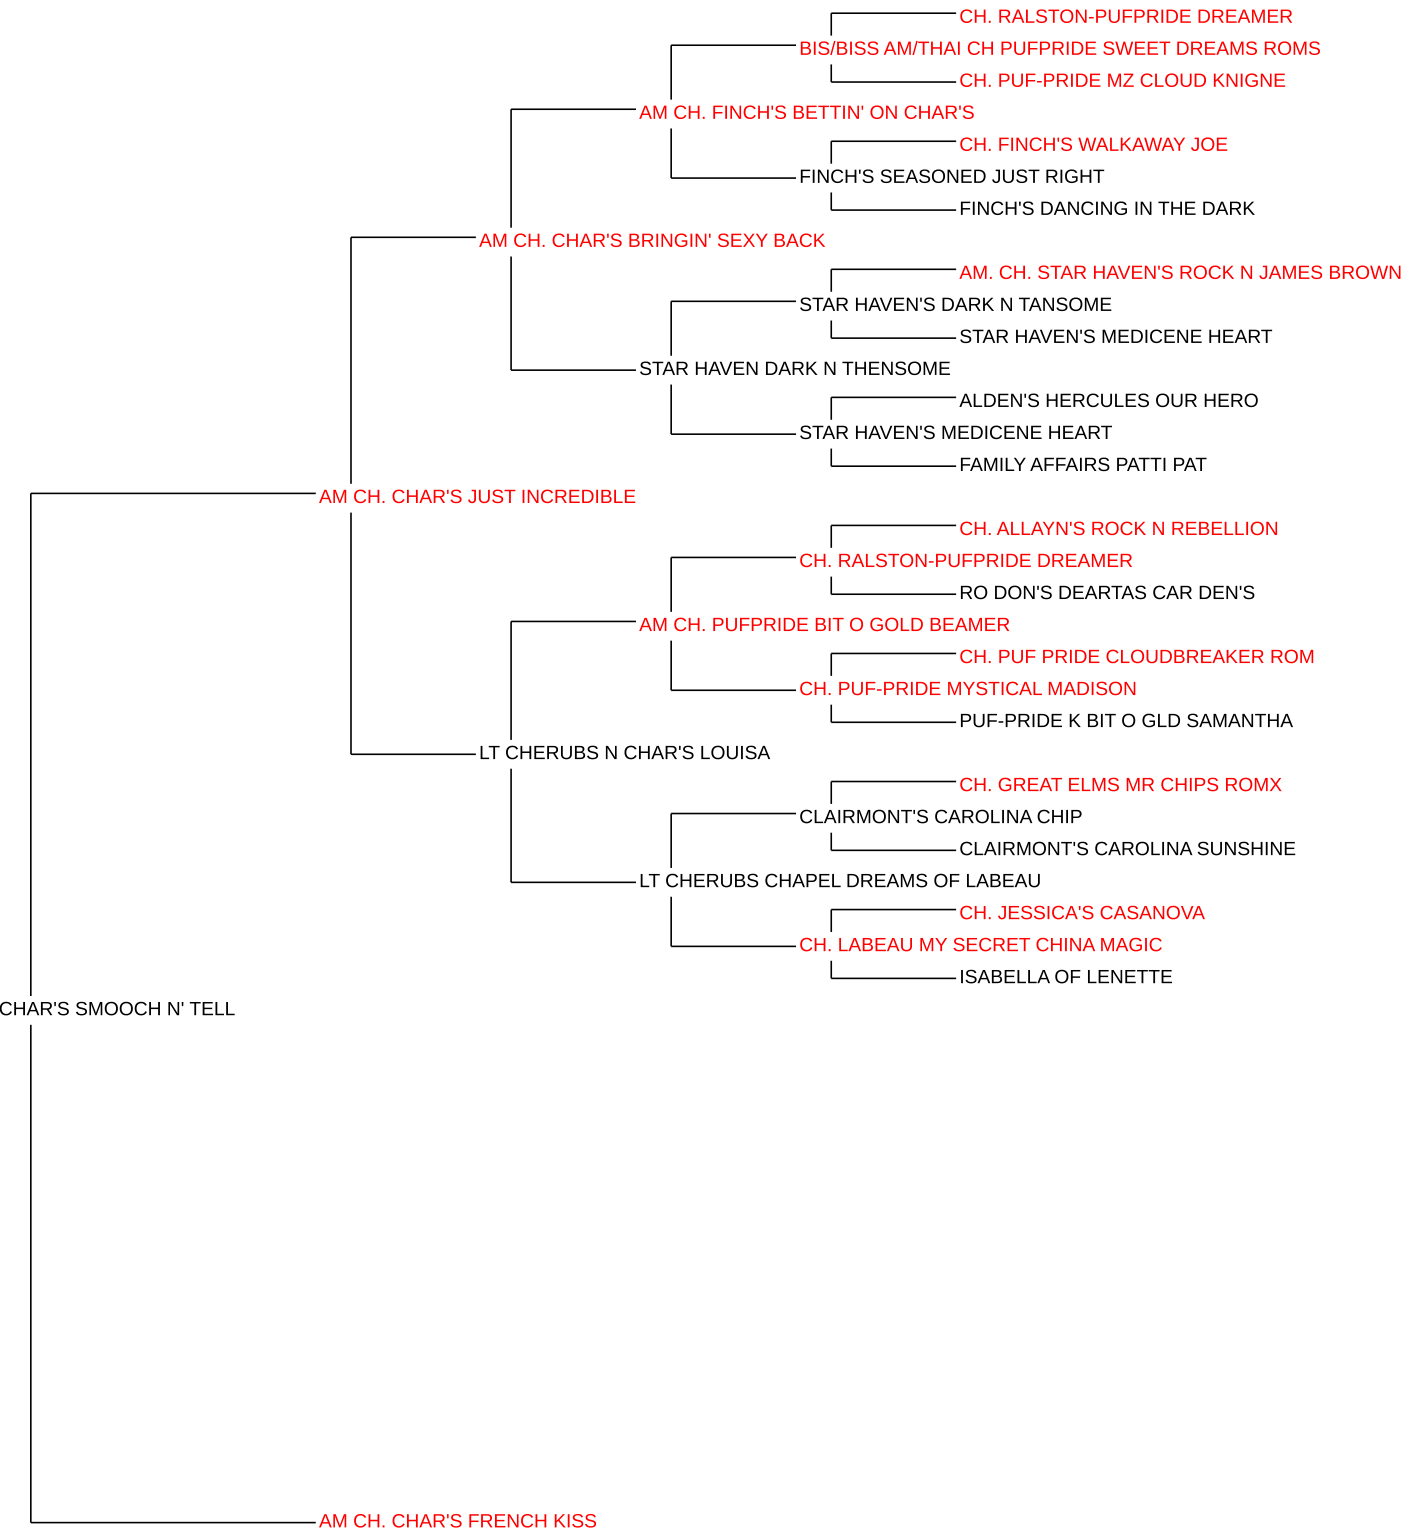 CH. RALSTON-PUFPRIDE DREAMER
BIS/BISS AM/THAI CH PUFPRIDE SWEET DREAMS ROMS
CH. PUF-PRIDE MZ CLOUD KNIGNE
AM CH. FINCH'S BETTIN' ON CHAR'S
CH. FINCH'S WALKAWAY JOE
FINCH'S SEASONED JUST RIGHT
FINCH'S DANCING IN THE DARK
AM CH. CHAR'S BRINGIN' SEXY BACK
AM. CH. STAR HAVEN'S ROCK N JAMES BROWN
STAR HAVEN'S DARK N TANSOME
STAR HAVEN'S MEDICENE HEART
STAR HAVEN DARK N THENSOME
ALDEN'S HERCULES OUR HERO
STAR HAVEN'S MEDICENE HEART
FAMILY AFFAIRS PATTI PAT
AM CH. CHAR'S JUST INCREDIBLE
CH. ALLAYN'S ROCK N REBELLION
CH. RALSTON-PUFPRIDE DREAMER
RO DON'S DEARTAS CAR DEN'S
AM CH. PUFPRIDE BIT O GOLD BEAMER
CH. PUF PRIDE CLOUDBREAKER ROM
CH. PUF-PRIDE MYSTICAL MADISON
PUF-PRIDE K BIT O GLD SAMANTHA
LT CHERUBS N CHAR'S LOUISA
CH. GREAT ELMS MR CHIPS ROMX
CLAIRMONT'S CAROLINA CHIP
CLAIRMONT'S CAROLINA SUNSHINE
LT CHERUBS CHAPEL DREAMS OF LABEAU
CH. JESSICA'S CASANOVA
CH. LABEAU MY SECRET CHINA MAGIC
ISABELLA OF LENETTE
CHAR'S SMOOCH N' TELL
AM CH. CHAR'S FRENCH KISS